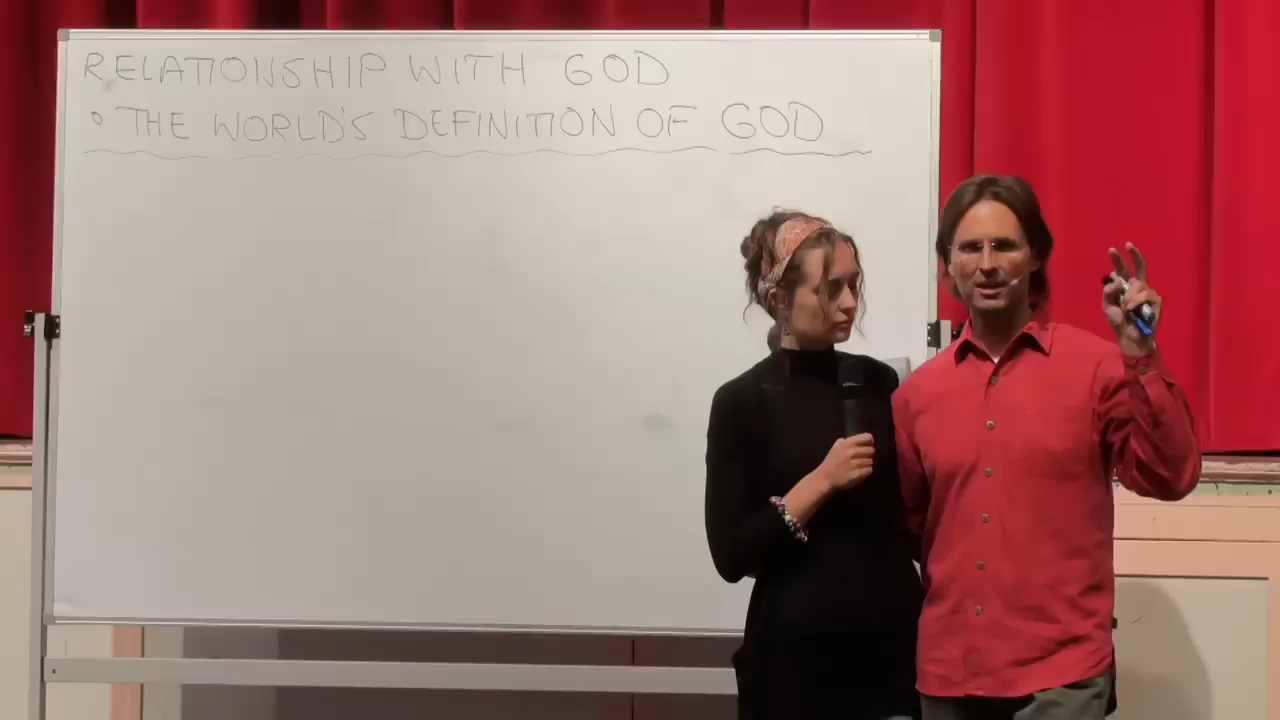 RELATIONSHIP WITH GOD
• THE WORLD'S DEFINITION OF GOD